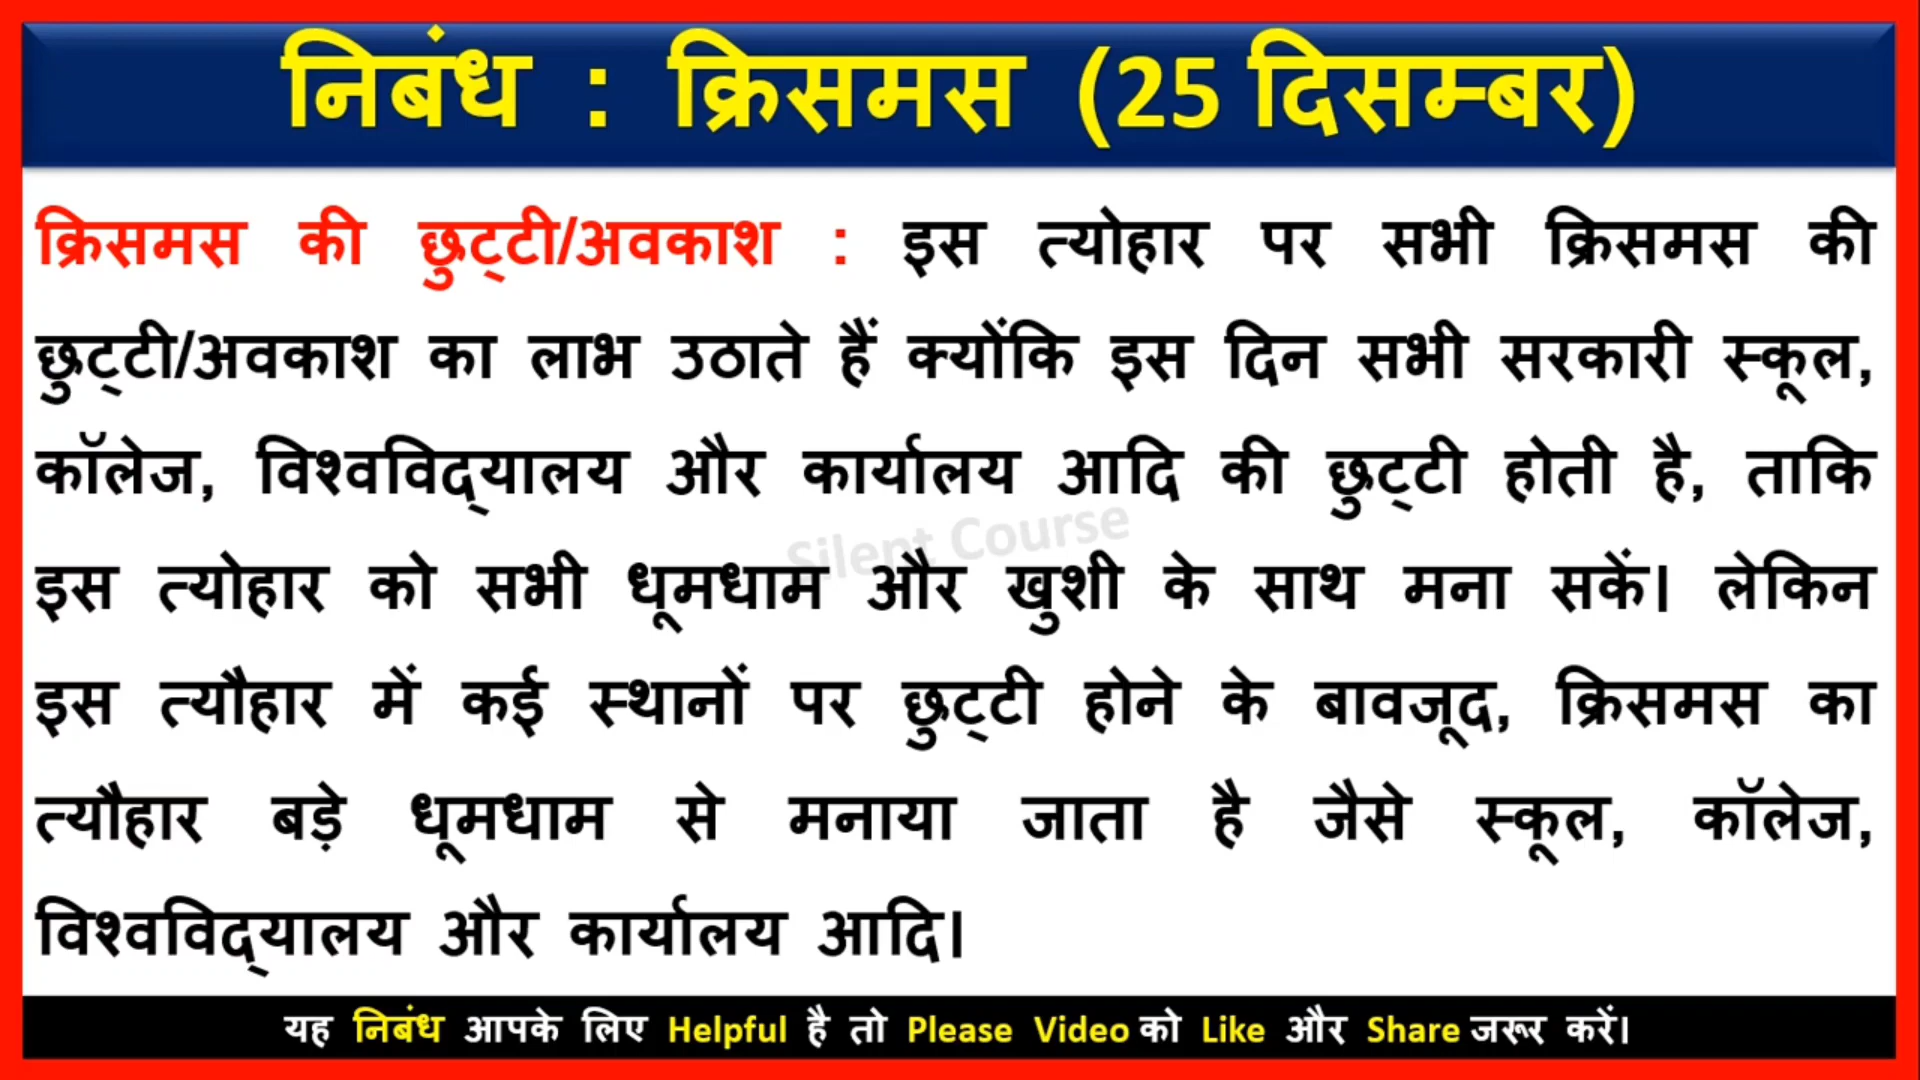 निबंध : क्रिसमस (25 दिसम्बर)
क्रिसमस की छुट्टी/अवकाश : इस त्योहार पर सभी क्रिसमस की
छुट्टी/अवकाश का लाभ उठाते हैं क्योंकि इस दिन सभी सरकारी स्कूल,
कॉलेज, विश्वविद्यालय और कार्यालय आदि की छुट्टी होती है, ताकि
इस त्योहार को सभी धूमधाम और खुशी के साथ मना सकें। लेकिन
इस त्यौहार में कई स्थानों पर छुट्टी होने के बावजूद, क्रिसमस का
त्यौहार बड़े धूमधाम से मनाया जाता है जैसे स्कूल, कॉलेज,
विश्वविद्यालय और कार्यालय आदि।
Silent Course
यह निबंध आपके लिए Helpful है तो Please Video को Like और Share जरूर करें।